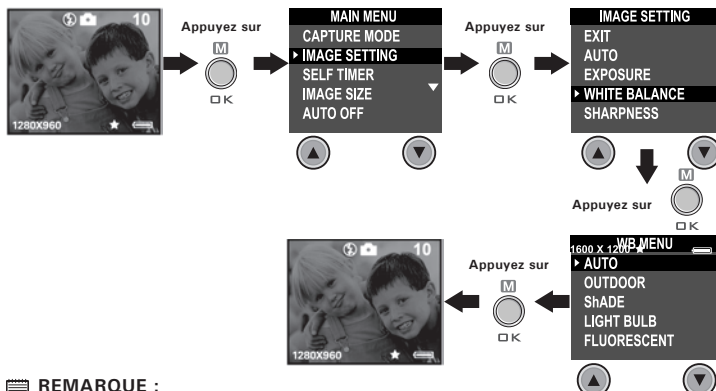 10
1280X960
Appuyez sur
M
OK
MAIN MENU
CAPTURE MODE
IMAGE SETTING
SELF TIMER
IMAGE SIZE
AUTO OFF
Appuyez sur
M
OK
IMAGE SETTING
EXIT
AUTO
EXPOSURE
WHITE BALANCE
SHARPNESS
Appuyez sur
M
OK
1600 X 1200
WB.MENU
AUTO
OUTDOOR
ShADE
LIGHT BULB
FLUORESCENT
Appuyez sur
M
OK
10
1280X960
REMARQUE :